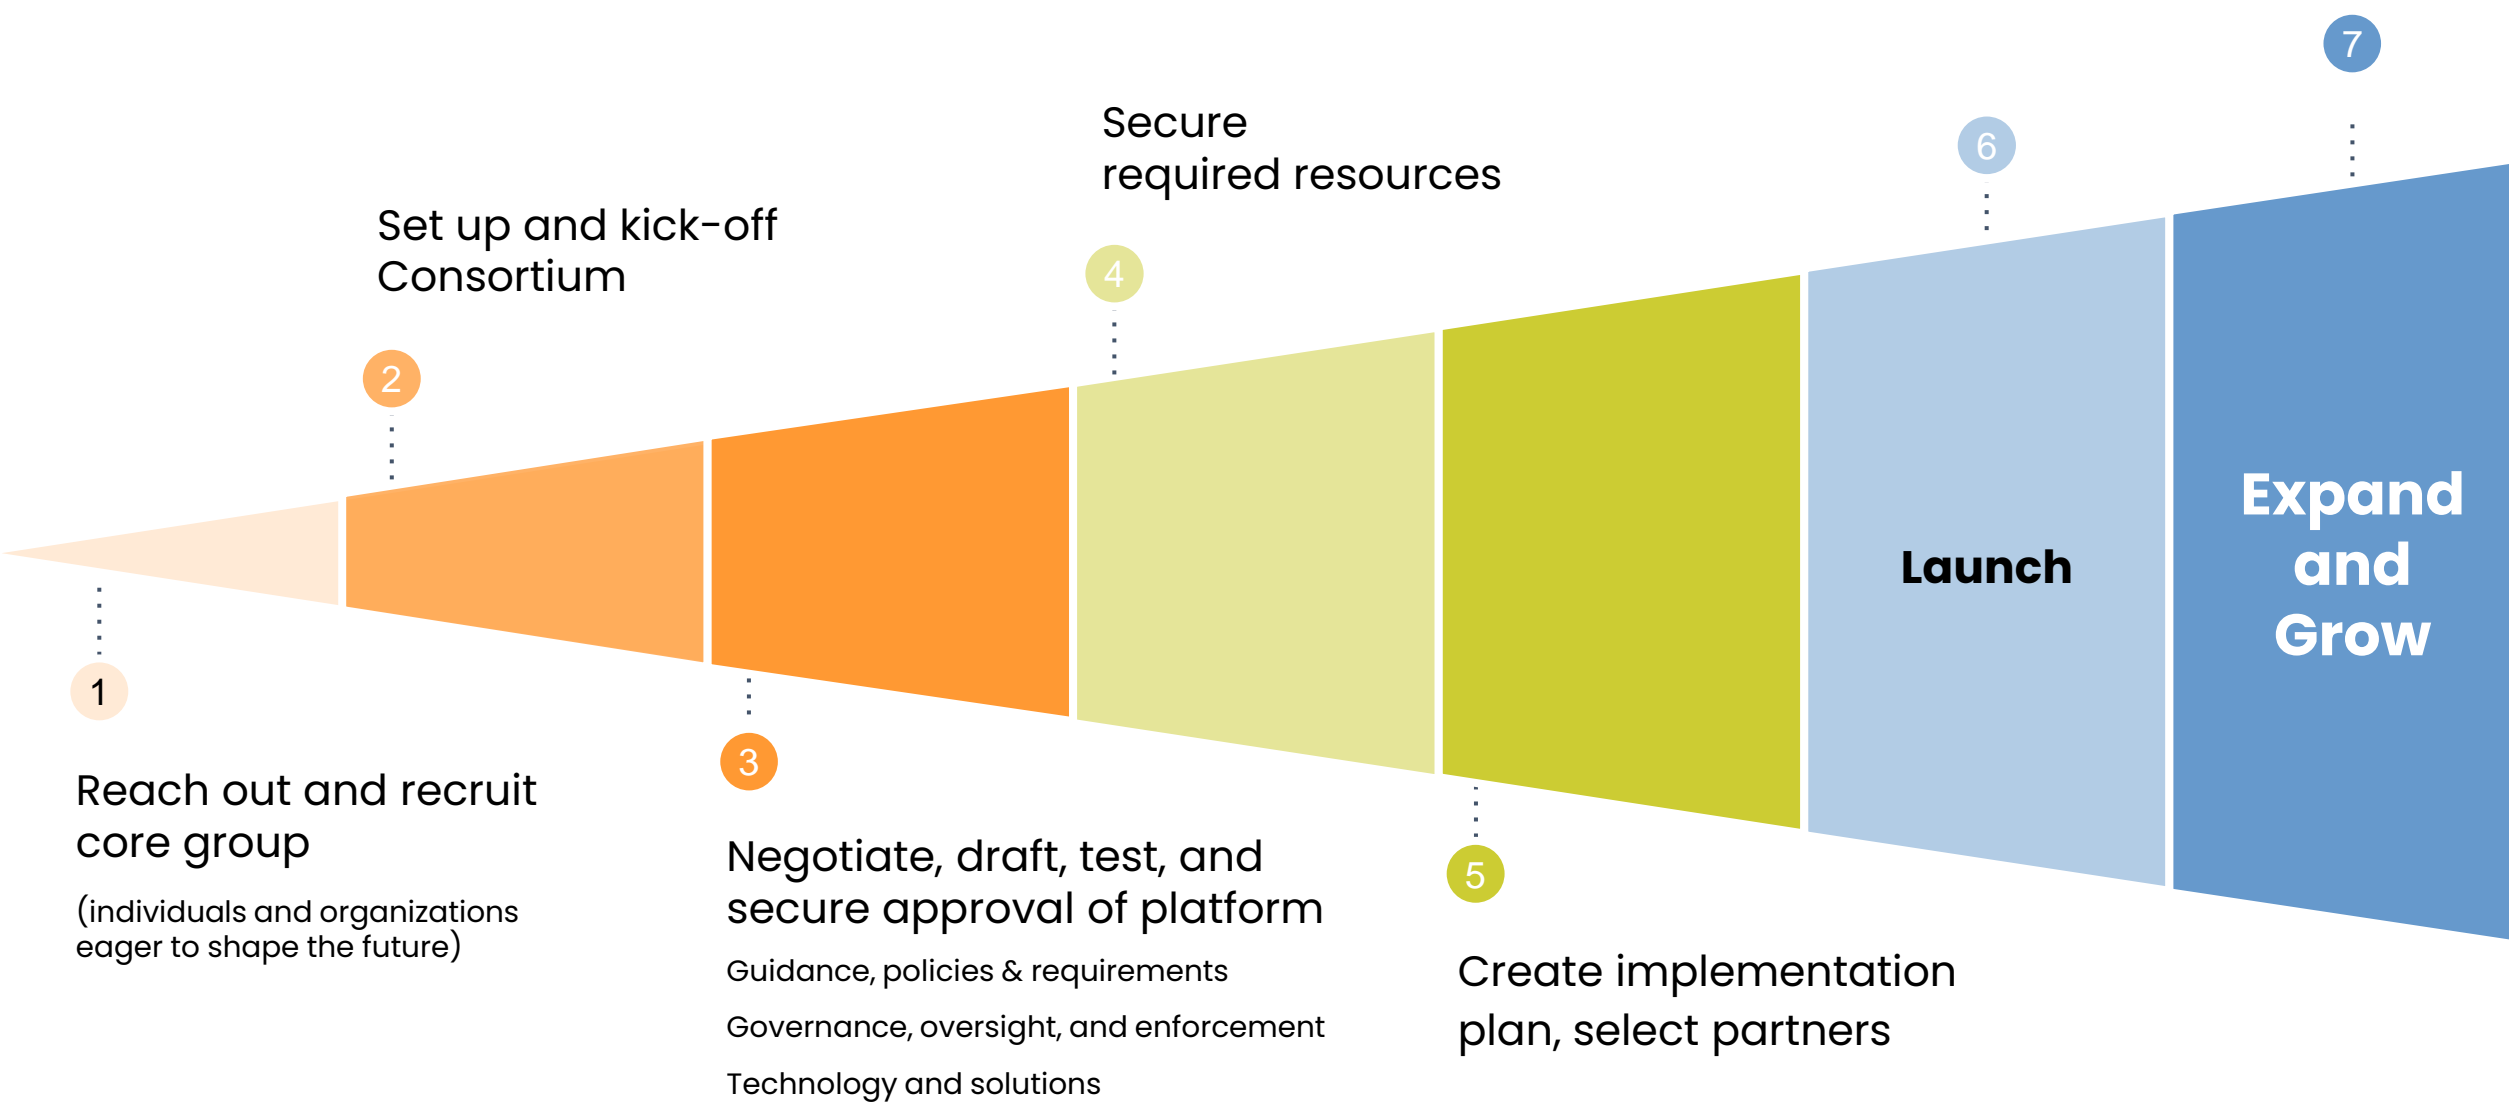 1
Reach out and recruit
core group
(individuals and organizations
eager to shape the future)
Set up and kick-off
Consortium
2
3
Negotiate, draft, test, and
secure approval of platform
Guidance, policies & requirements
Governance, oversight, and enforcement
Technology and solutions
Secure
required resources
4
5
Create implementation
plan, select partners
6
Launch
7
Expand
and
Grow